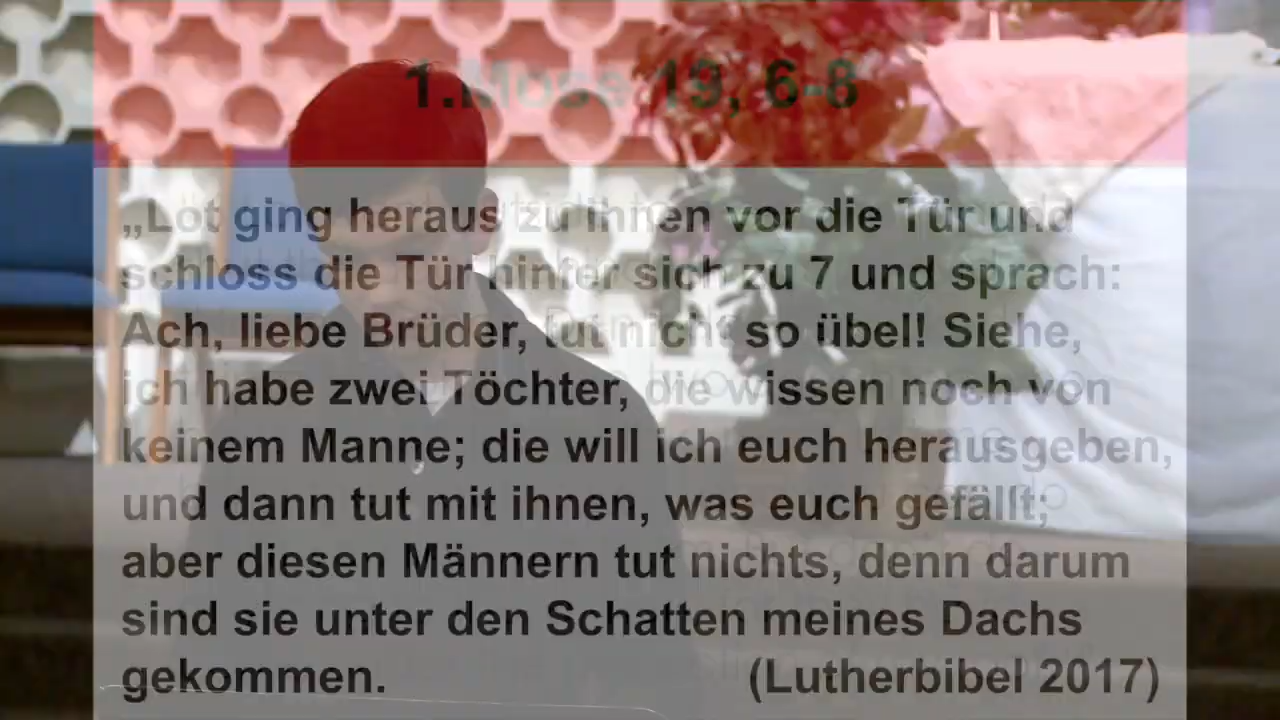 1.Mose 19, 6-8
„Lot ging heraus zu ihnen vor die Tür und
schloss die Tür hinter sich zu 7 und sprach:
Ach, liebe Brüder, tut nicht so übel! Siehe,
ich habe zwei Töchter, die wissen noch von
keinem Manne; die will ich euch herausgeben,
und dann tut mit ihnen, was euch gefällt;
aber diesen Männern tut nichts, denn darum
sind sie unter den Schatten meines Dachs
gekommen. (Lutherbibel 2017)